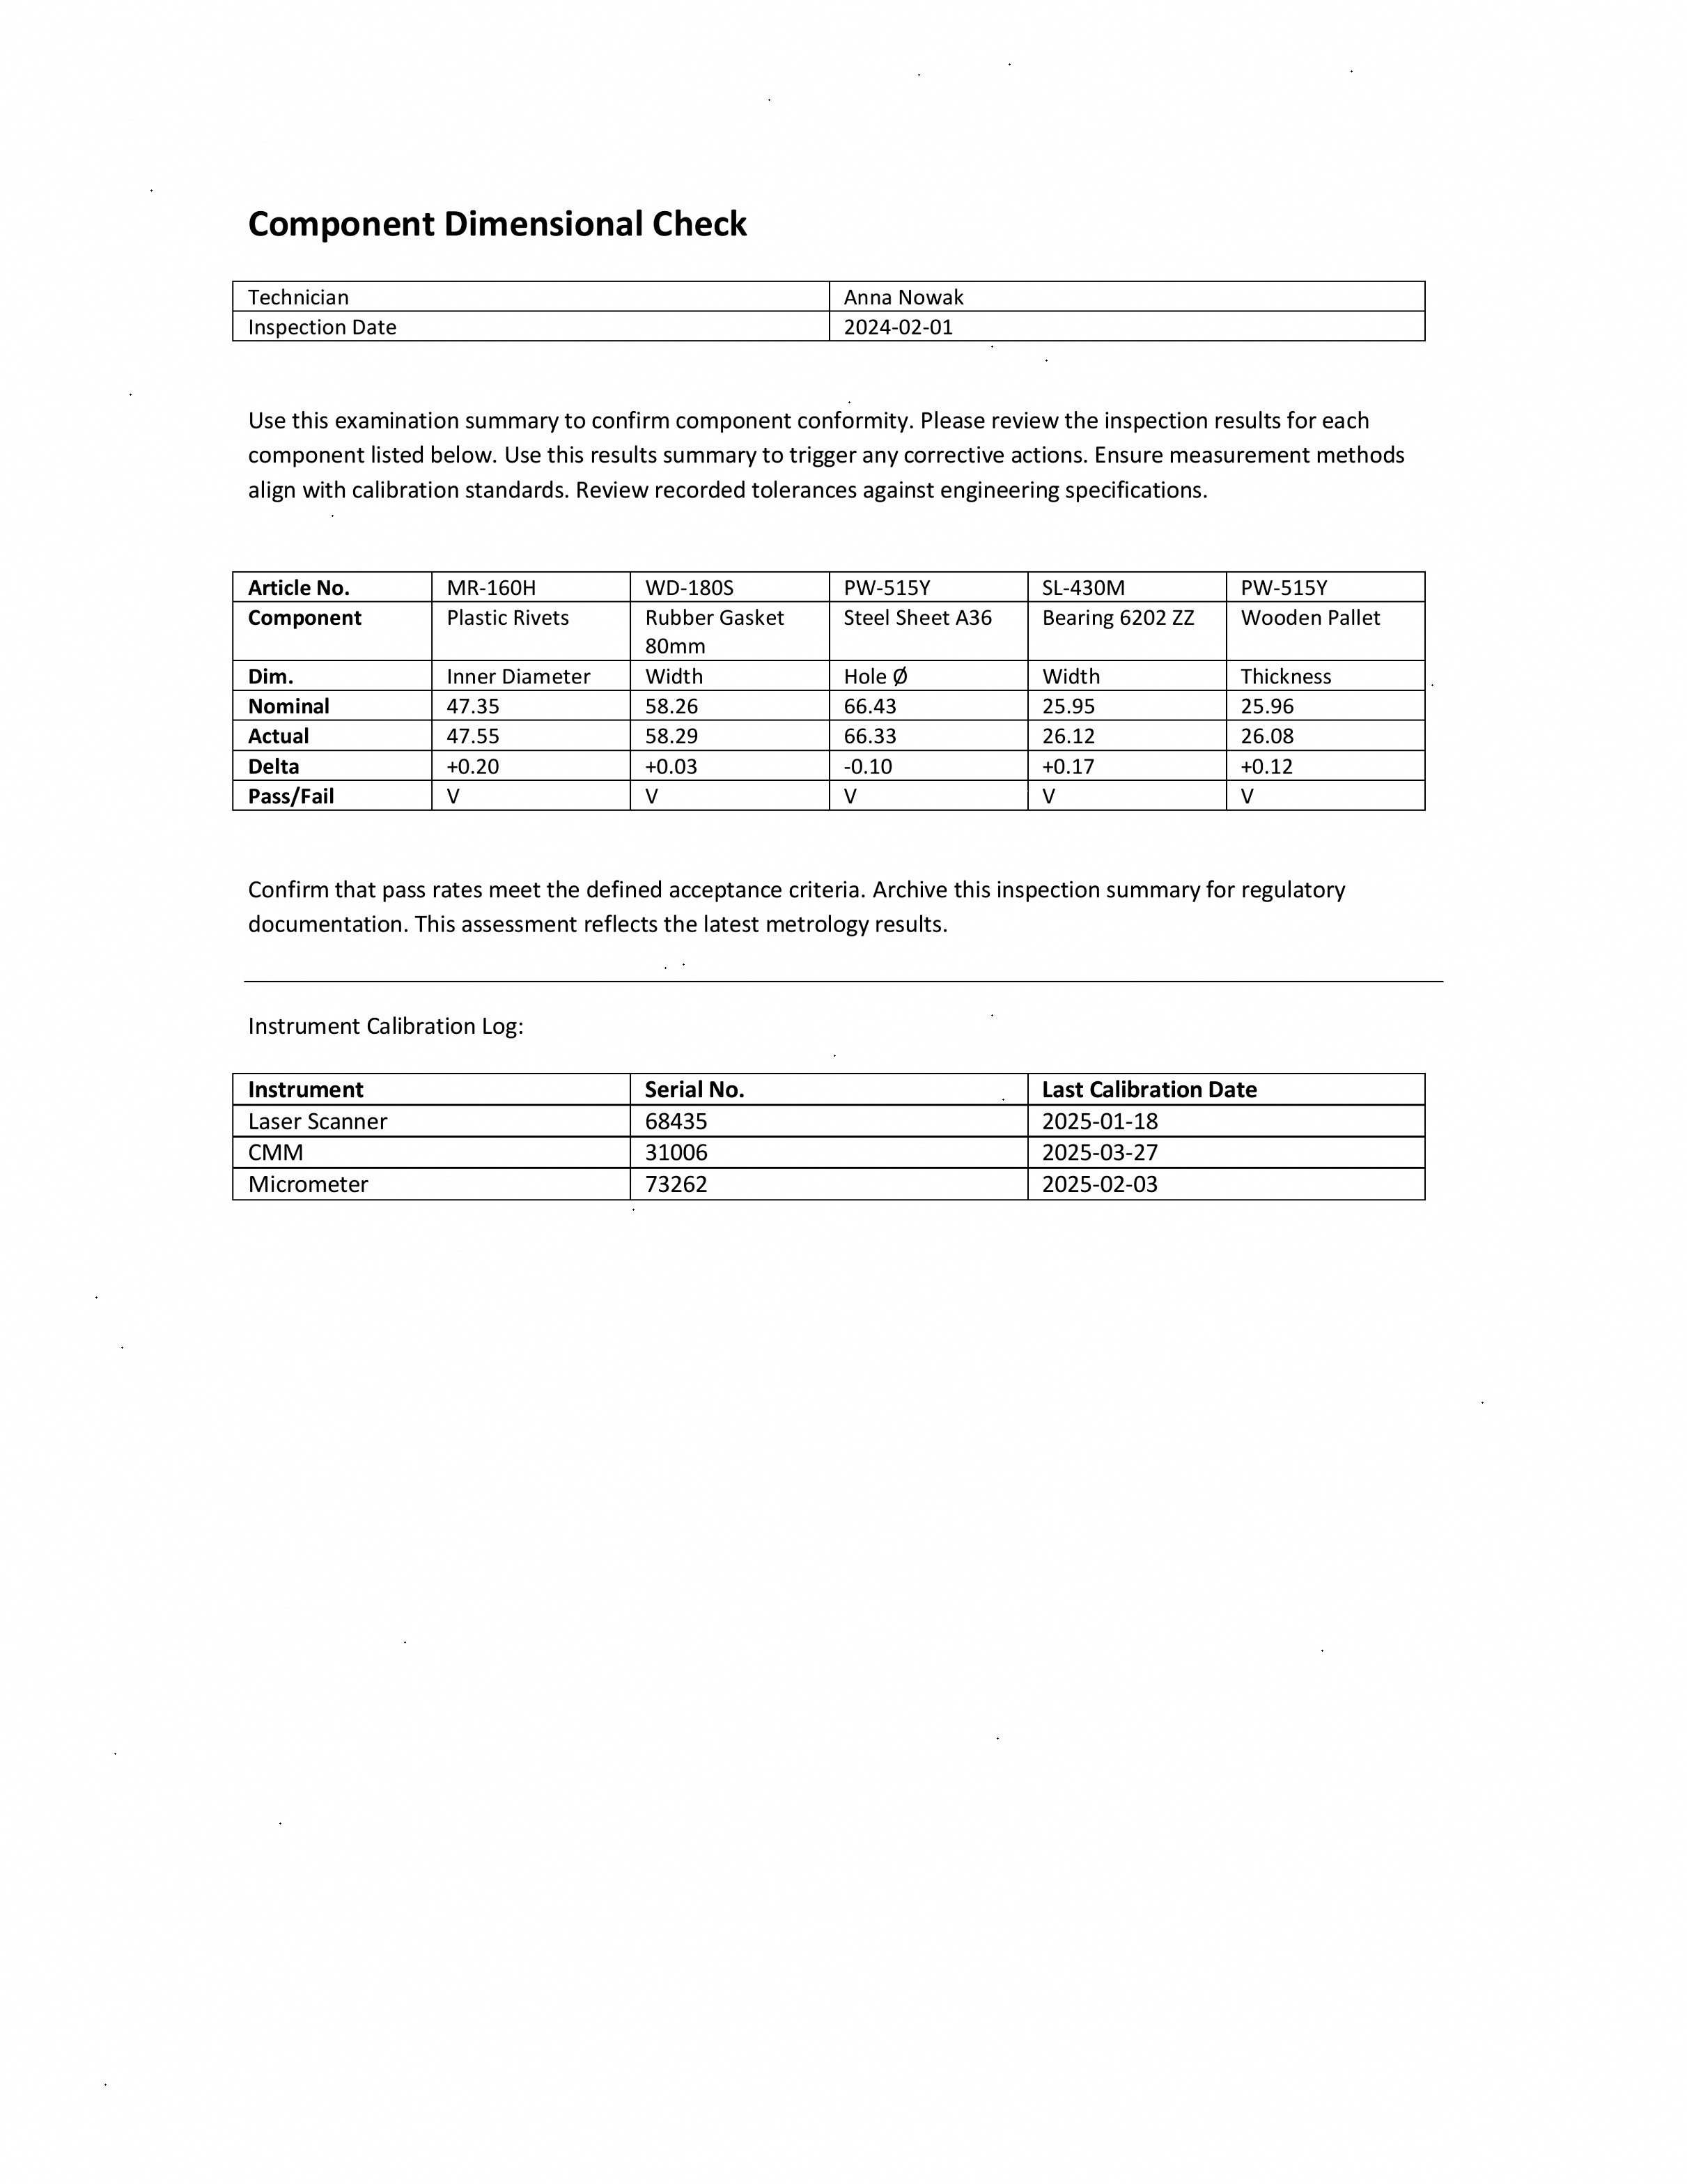 Component Dimensional Check
Technician Anna Nowak
Inspection Date 2024-02-01
Use this examination summary to confirm component conformity. Please review the inspection results for each
component listed below. Use this results summary to trigger any corrective actions. Ensure measurement methods
align with calibration standards. Review recorded tolerances against engineering specifications.
Article No. MR-160H WD-180S PW-515Y SL-430M PW-515Y
Component Plastic Rivets Rubber Gasket Steel Sheet A36 Bearing 6202 ZZ Wooden Pallet
80mm
Dim. Inner Diameter Width Hole Ø Width Thickness
Nominal 47.35 58.26 66.43 25.95 25.96
Actual 47.55 58.29 66.33 26.12 26.08
Delta +0.20 +0.03 -0.10 +0.17 +0.12
Pass/Fail V V V V V
Confirm that pass rates meet the defined acceptance criteria. Archive this inspection summary for regulatory
documentation. This assessment reflects the latest metrology results.
Instrument Calibration Log:
Instrument Serial No. Last Calibration Date
Laser Scanner 68435 2025-01-18
CMM 31006 2025-03-27
Micrometer 73262 2025-02-03